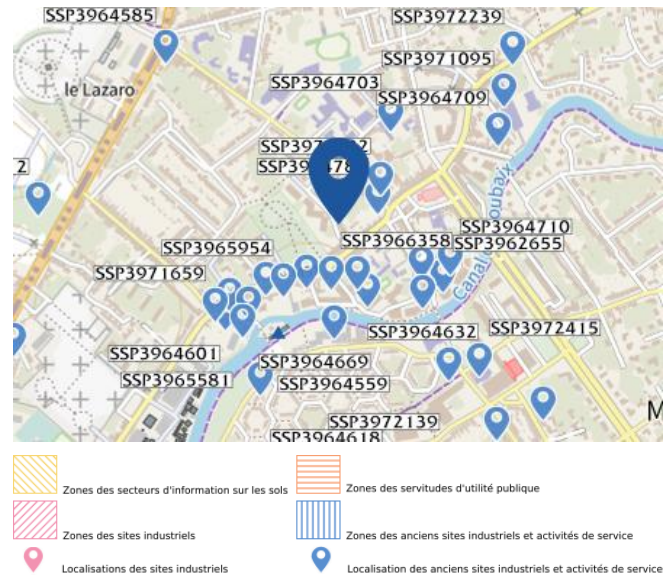 SSP3964585
SSP3972239
SSP3971095
le Lazaro
SSP3964703
SSP3964709
2
SSP3964710
SSP3965954
SSP3966358
SSP3962655
SSP3971659
Canal
oubaix
SSP3972415
SSP3964632
SSP3964601
SSP3964669
SSP3965581
SSP3964559
SSP3972139
M
SSP3964618
Zones des secteurs d'information sur les sols
Zones des servitudes d'utilité publique
Zones des sites industriels
Zones des anciens sites industriels et activités de service
Localisations des sites industriels
Localisation des anciens sites industriels et activités de service